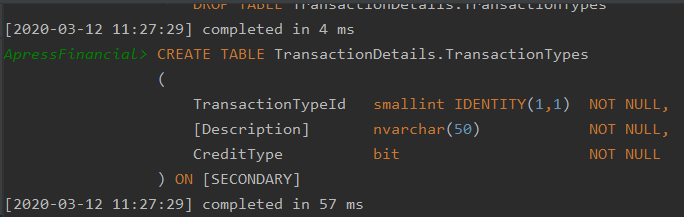 DROP TABLE TransactionDetails.TransactionTypes
[2020-03-12 11:27:29] completed in 4 ms
ApressFinancial> CREATE TABLE TransactionDetails.TransactionTypes
(
TransactionTypeId smallint IDENTITY(1,1) NOT NULL,
[Description] nvarchar(50) NOT NULL,
CreditType bit NOT NULL
) ON [SECONDARY]
[2020-03-12 11:27:29] completed in 57 ms